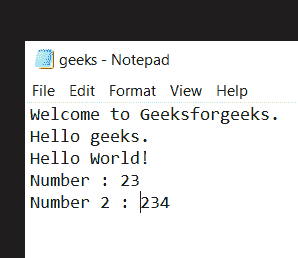 geeks - Notepad
File Edit Format View Help
Welcome to Geeksforgeeks.
Hello geeks.
Hello World!
Number : 23
Number 2 : 234